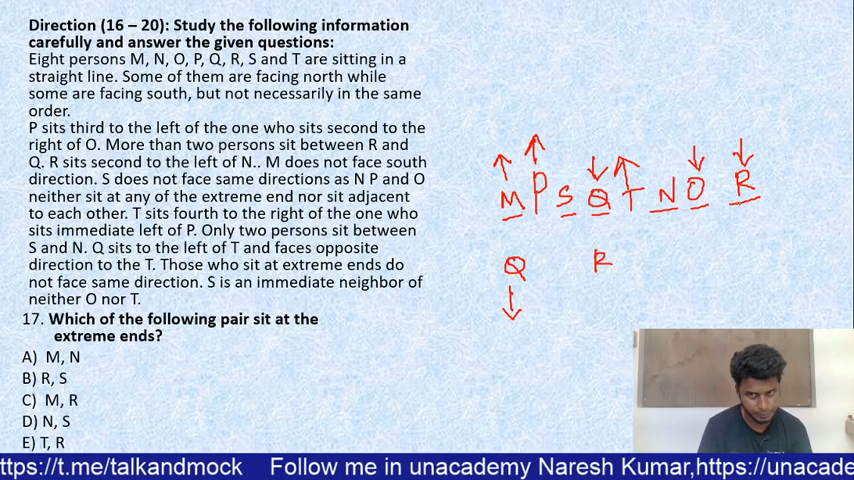 Direction (16 – 20): Study the following information
carefully and answer the given questions:
Eight persons M, N, O, P, Q, R, S and T are sitting in a
straight line. Some of them are facing north while
some are facing south, but not necessarily in the same
order.
P sits third to the left of the one who sits second to the
right of O. More than two persons sit between R and
Q. R sits second to the left of N.. M does not face south
direction. S does not face same directions as N P and O
neither sit at any of the extreme end nor sit adjacent
to each other. T sits fourth to the right of the one who
sits immediate left of P. Only two persons sit between
S and N. Q sits to the left of T and faces opposite
direction to the T. Those who sit at extreme ends do
not face same direction. S is an immediate neighbor of
neither O nor T.
17. Which of the following pair sit at the
extreme ends?
A) M, N
B) R, S
C) M, R
D) N, S
E) T, R
M P S Q T N O R
Q R
ttps://t.me/talkandmock Follow me in unacademy Naresh Kumar,https://unacade